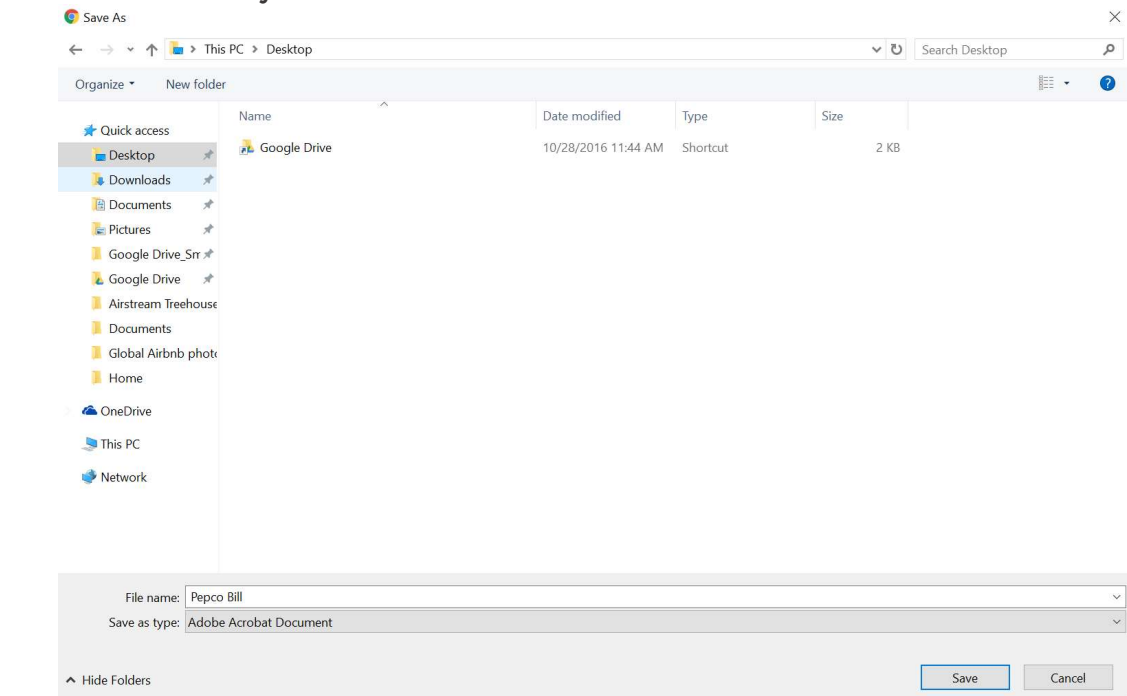 Save As
This PC > Desktop
Search Desktop
Organize
New folder
Name Date modified Type Size
Google Drive 10/28/2016 11:44 AM Shortcut 2 KB
Quick access
Desktop
Downloads
Documents
Pictures
Google Drive_Sm
Google Drive
Airstream Treehouse
Documents
Global Airbnb photo
Home
OneDrive
This PC
Network
File name: Pepco Bill
Save as type: Adobe Acrobat Document
Hide Folders
Save
Cancel